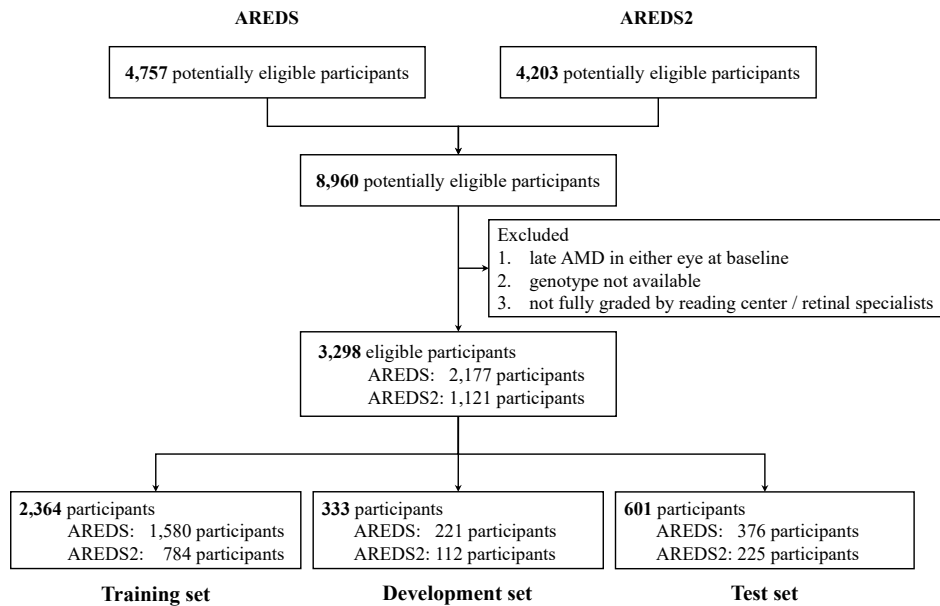 AREDS
AREDS2
4,757 potentially eligible participants
4,203 potentially eligible participants
8,960 potentially eligible participants
Excluded
1. late AMD in either eye at baseline
2. genotype not available
3. not fully graded by reading center / retinal specialists
3,298 eligible participants
AREDS: 2,177 participants
AREDS2: 1,121 participants
2,364 participants
AREDS: 1,580 participants
AREDS2: 784 participants
Training set
333 participants
AREDS: 221 participants
AREDS2: 112 participants
Development set
601 participants
AREDS: 376 participants
AREDS2: 225 participants
Test set